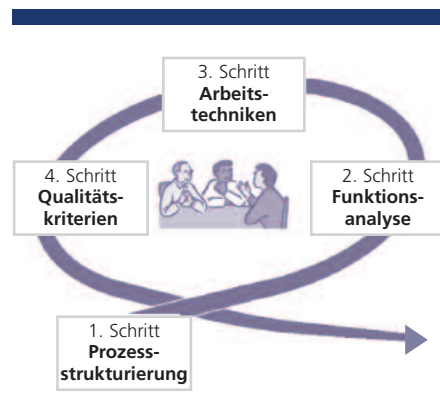 3. Schritt
Arbeits-
techniken
4. Schritt
Qualitäts-
kriterien
2. Schritt
Funktions-
analyse
1. Schritt
Prozess-
strukturierung